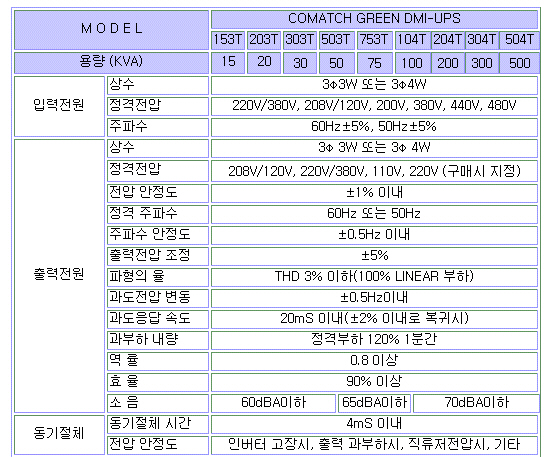 MODEL
COMATCH GREEN DMI-UPS
153T 203T 303T 503T 753T 104T 204T 304T 504T
용량 (KVA) 15 20 30 50 75 100 200 300 500
입력전원
상수 3Φ3W 또는 3Φ4W
정격전압 220V/380V, 208V/120V, 200V, 380V, 440V, 480V
주파수 60Hz±5%, 50Hz±5%
출력전원
상수 3Φ 3W 또는 3Φ 4W
정격전압 208V/120V, 220V/380V, 110V, 220V (구매시 지정)
전압 안정도 ±1% 이내
정격 주파수 60Hz 또는 50Hz
주파수 안정도 ±0.5Hz 이내
출력전압 조정 ±5%
파형의 율 THD 3% 이하(100% LINEAR 부하)
과도전압 변동 ±0.5Hz이내
과도응답 속도 20mS 이내(±2% 이내로 복귀시)
과부하 내량 정격부하 120% 1분간
역 률 0.8 이상
효 율 90% 이상
소 음 60dBA이하 65dBA이하 70dBA이하
동기절체
동기절체 시간 4mS 이내
전압 안정도 인버터 고장시, 출력 과부하시, 직류저전압시, 기타